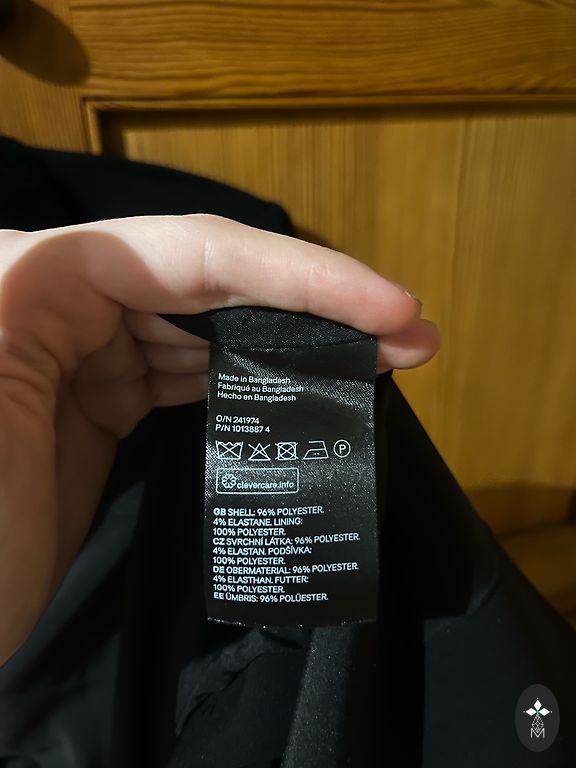 Made in Bangladesh
Fabriqué au Bangladesh
Hecho en Bangladesh
O/N 241974
P/N 1013887 4
P
clevercare.info
GB SHELL: 96% POLYESTER.
4% ELASTANE. LINING:
100% POLYESTER.
CZ SVRCHNÍ LÁTKA: 96% POLYESTER.
4% ELASTAN. PODŠÍVKA:
100% POLYESTER.
DE OBERMATERIAL: 96% POLYESTER.
4% ELASTHAN. FUTTER:
100% POLYESTER.
EE ÜMBRIS: 96% POLÜESTER.
M